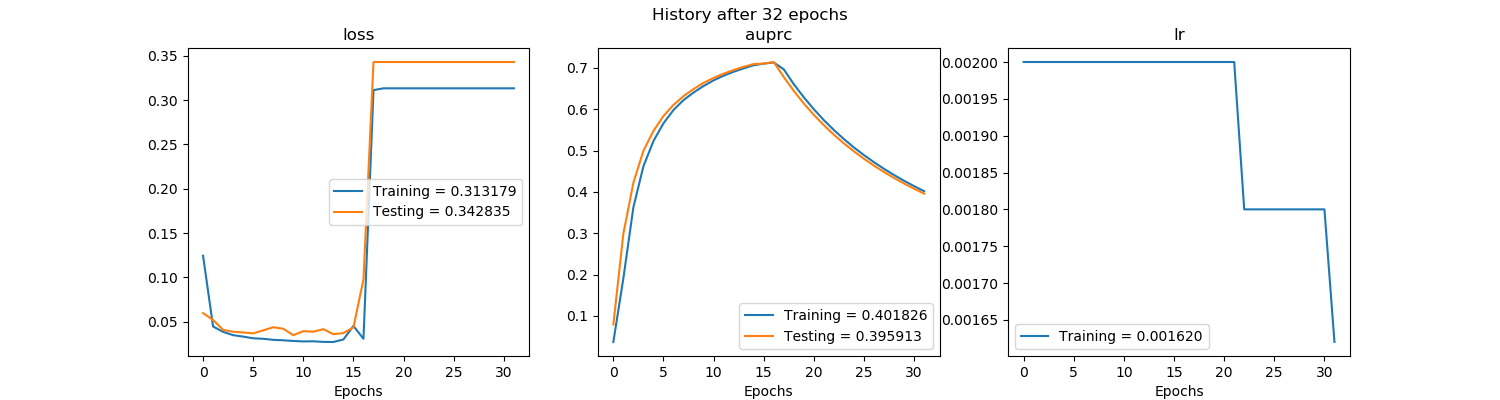 History after 32 epochs
loss
0.35
0.30
0.25
0.20
0.15
0.10
0.05
0 5 10 15 20 25 30
Epochs
Training = 0.313179
Testing = 0.342835
auprc
0.7
0.6
0.5
0.4
0.3
0.2
0.1
0 5 10 15 20 25 30
Epochs
Training = 0.401826
Testing = 0.395913
lr
0.00200
0.00195
0.00190
0.00185
0.00180
0.00175
0.00170
0.00165
0 5 10 15 20 25 30
Epochs
Training = 0.001620